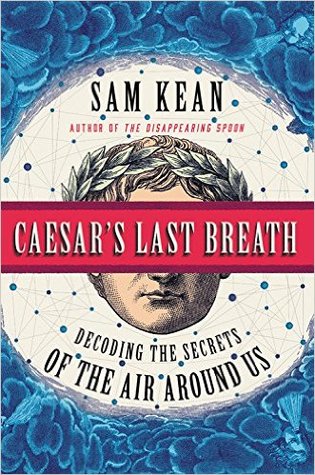 SAM KEAN
AUTHOR OF THE DISAPPEARING SPOON
CAESAR'S LAST BREATH
DECODING THE SECRETS
OF THE AIR AROUND US